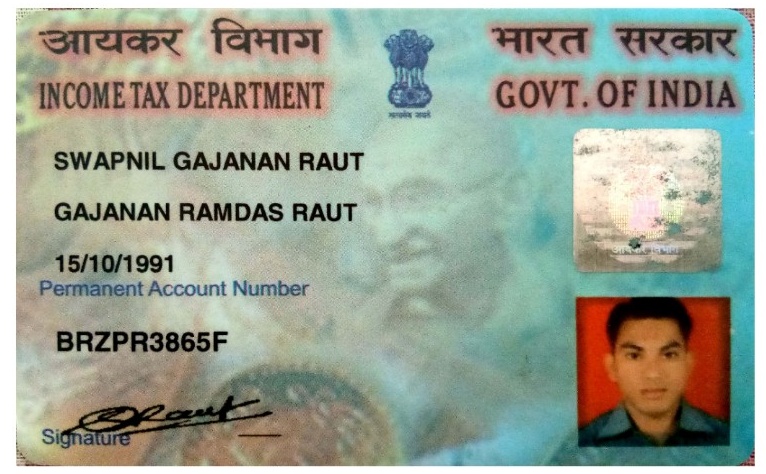 आयकर विभाग
भारत सरकार
INCOME TAX DEPARTMENT
GOVT. OF INDIA
सत्यमेव जयते
SWAPNIL GAJANAN RAUT
GAJANAN RAMDAS RAUT
15/10/1991
Permanent Account Number
BRZPR3865F
आयकर विभाग
Signature